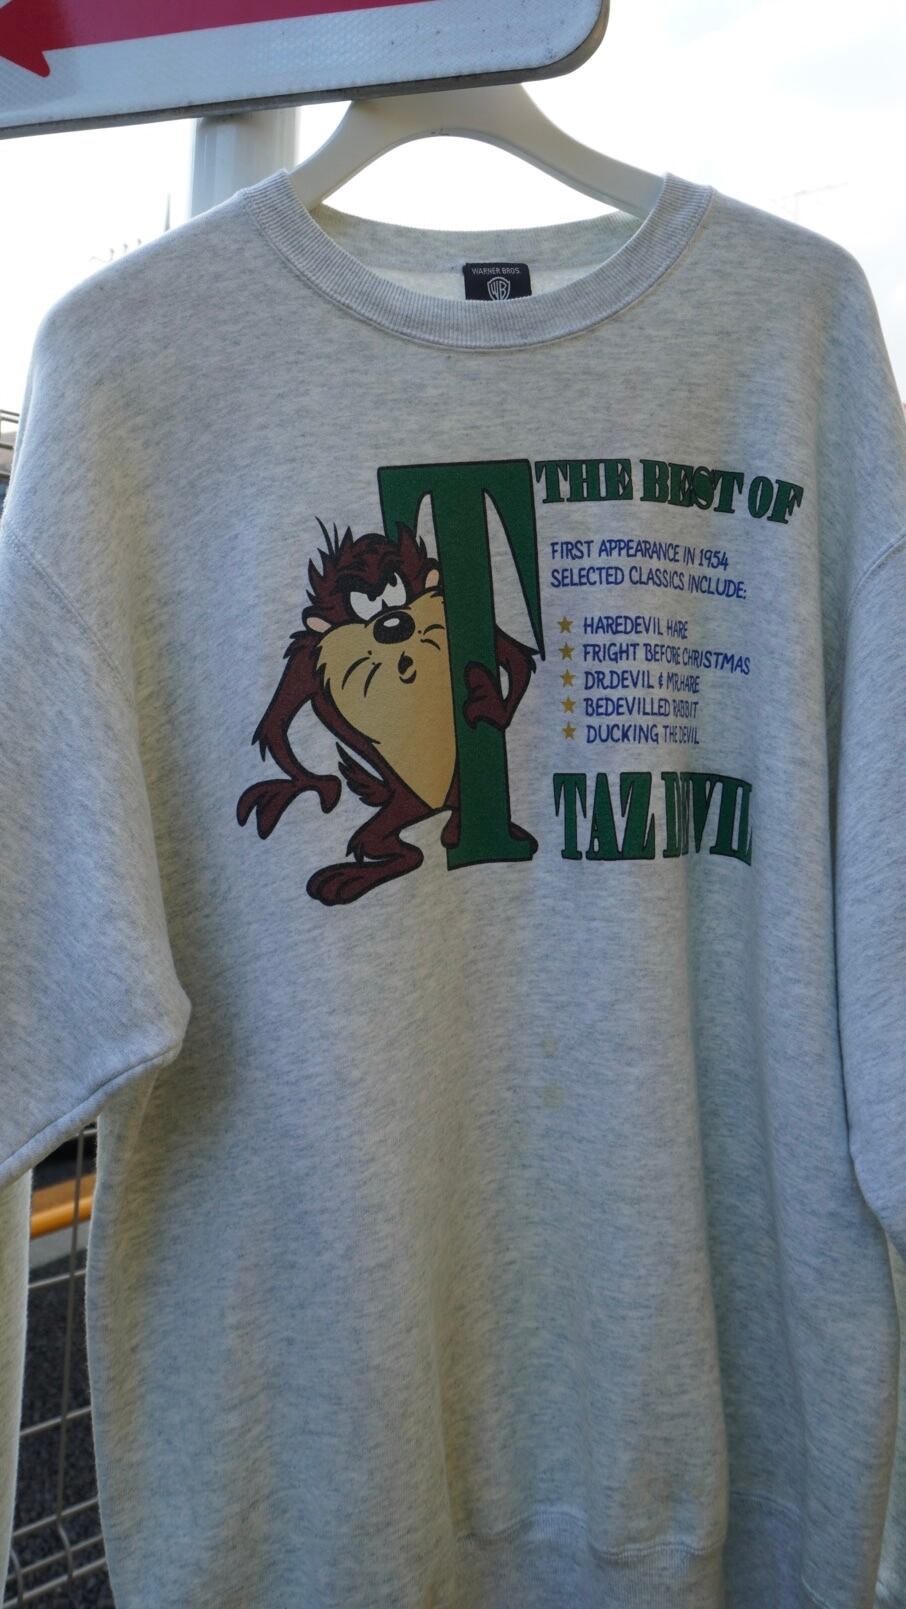 WARNER BROS.
WB
T
THE BEST OF
FIRST APPEARANCE IN 1954
SELECTED CLASSICS INCLUDE:
★ HAREDEVIL HARE
★ FRIGHT BEFORE CHRISTMAS
★ DR.DEVIL & MR.HARE
★ BEDEVILLED RABBIT
★ DUCKING THE DEVIL
TAZ DEVIL